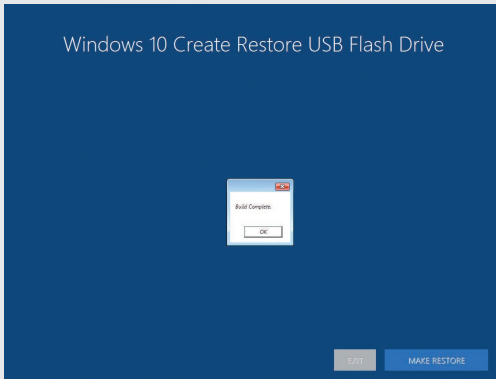 Windows 10 Create Restore USB Flash Drive
Build Complete.
OK
EXIT
MAKE RESTORE